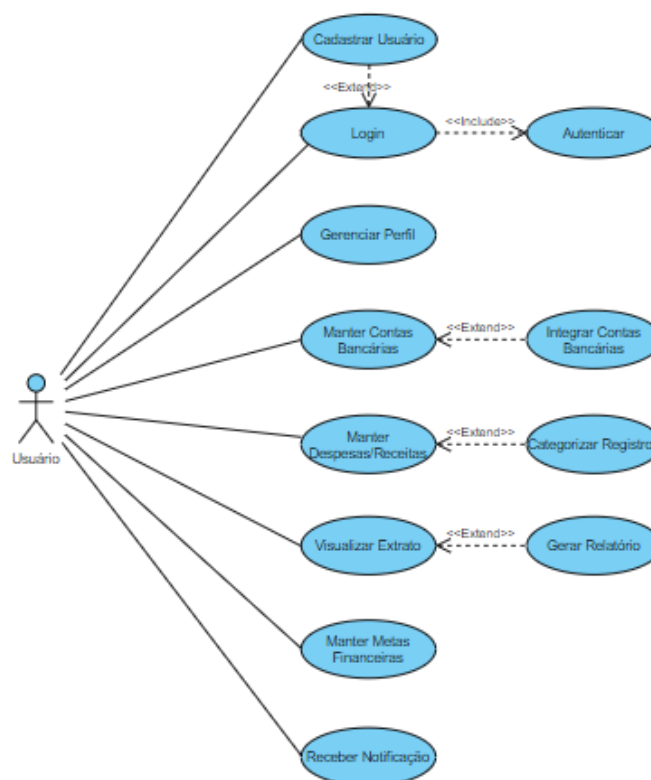 Cadastrar Usuário
<<Extend>>
Login
<<Include>>
Autenticar
Gerenciar Perfil
Manter Contas
Bancárias
<<Extend>>
Integrar Contas
Bancárias
Usuário
Manter
Despesas/Receitas
<<Extend>>
Categorizar Registro
Visualizar Extrato
<<Extend>>
Gerar Relatório
Manter Metas
Financeiras
Receber Notificação